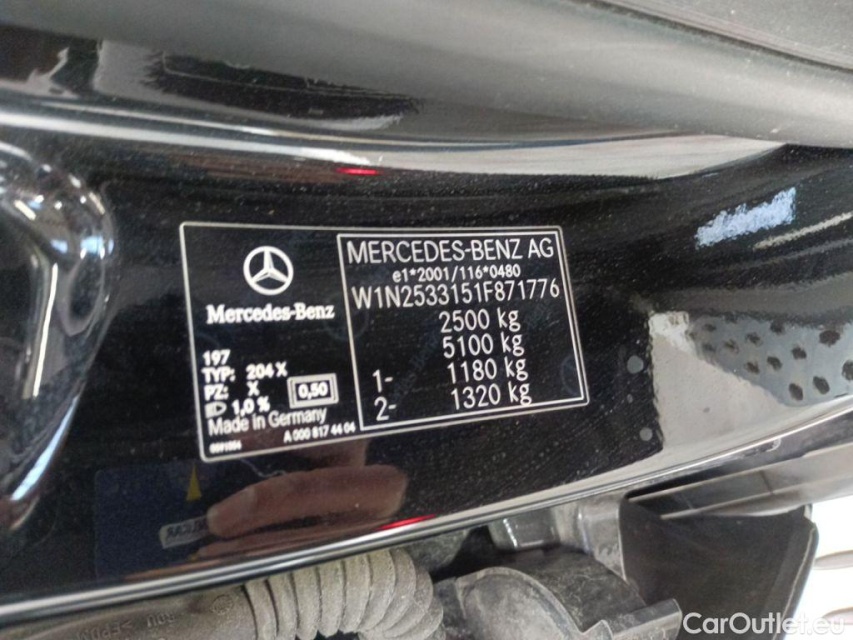 Mercedes-Benz
197
TYP: 204 X
PZ: X
0,50
1,0 %
Made in Germany
A 000 817 44 04
MERCEDES-BENZ AG
e1*2001/116*0480
W1N2533151F871776
2500 kg
5100 kg
1- 1180 kg
2- 1320 kg
CarOutlet.eu